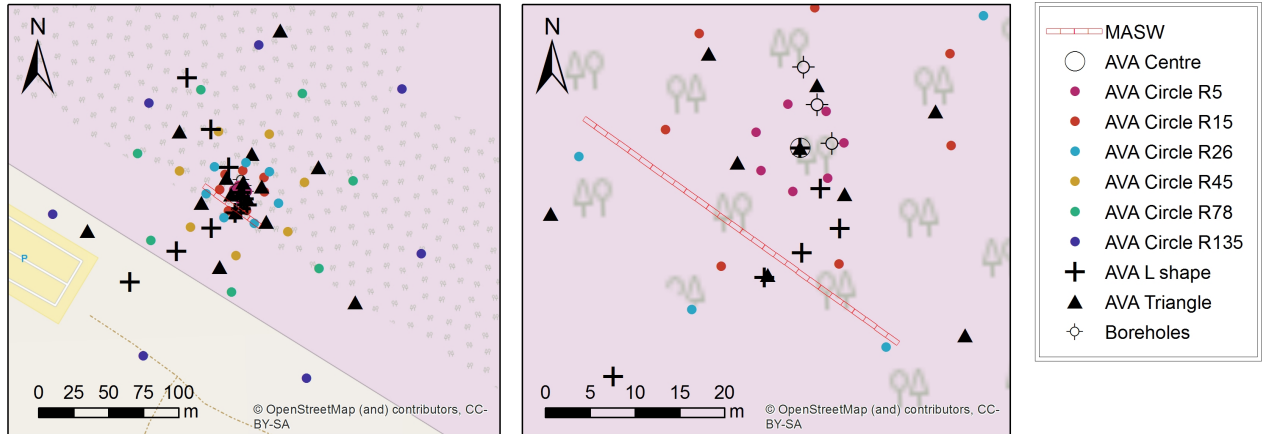 N
P
0 25 50 75 100
m
© OpenStreetMap (and) contributors, CC-
BY-SA
N
0 5 10 15 20
m
© OpenStreetMap (and) contributors, CC-
BY-SA
MASW
AVA Centre
AVA Circle R5
AVA Circle R15
AVA Circle R26
AVA Circle R45
AVA Circle R78
AVA Circle R135
AVA L shape
AVA Triangle
Boreholes